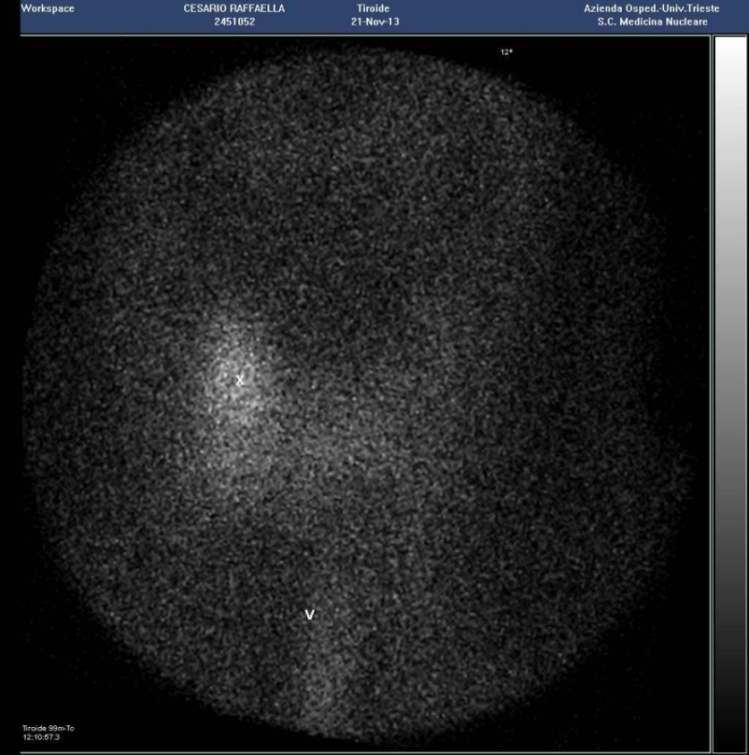 Workspace CESARIO RAFFAELLA Tiroide Azienda Osped.-Univ.Trieste
2451052 21-Nov-13 S.C. Medicina Nucleare
12°
X
V
Tiroide 99m-Tc
12:10:57.3